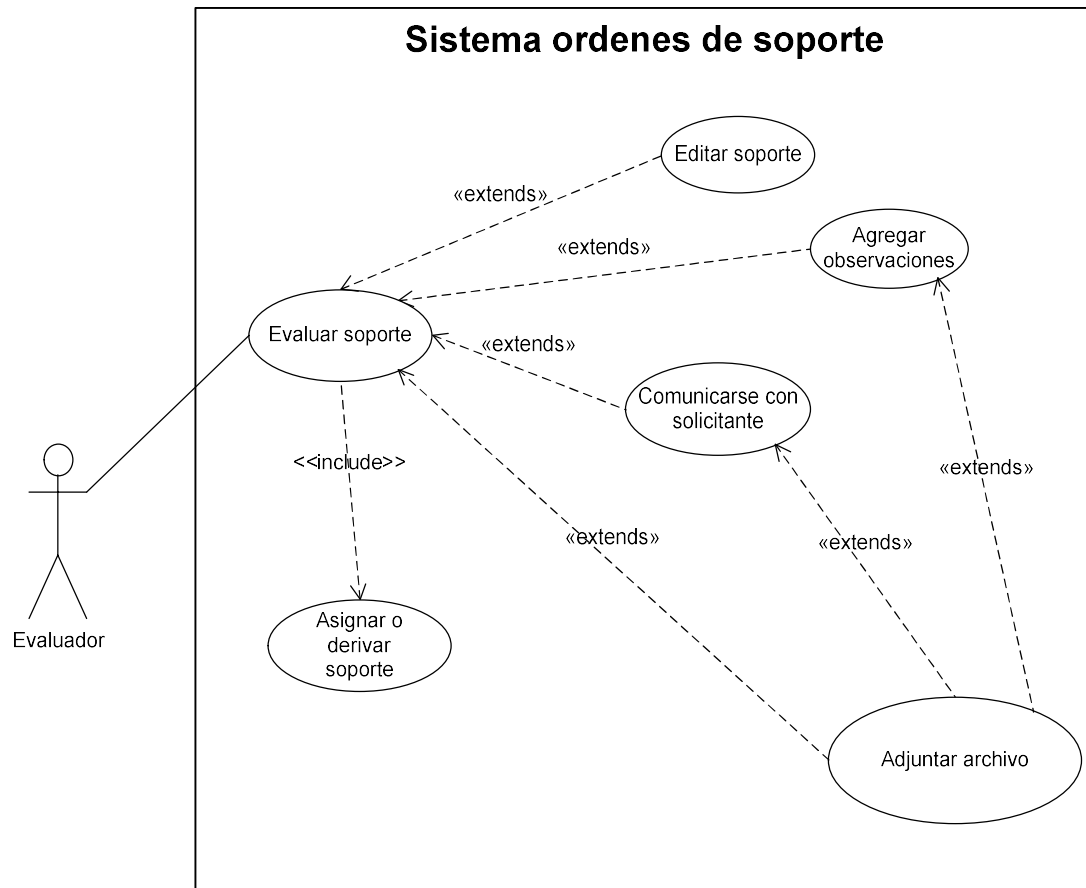 Sistema ordenes de soporte
Editar soporte
«extends»
Agregar
observaciones
«extends»
Evaluar soporte
«extends»
Comunicarse con
solicitante
<<include>>
«extends»
«extends»
«extends»
Evaluador
Asignar o
derivar
soporte
Adjuntar archivo